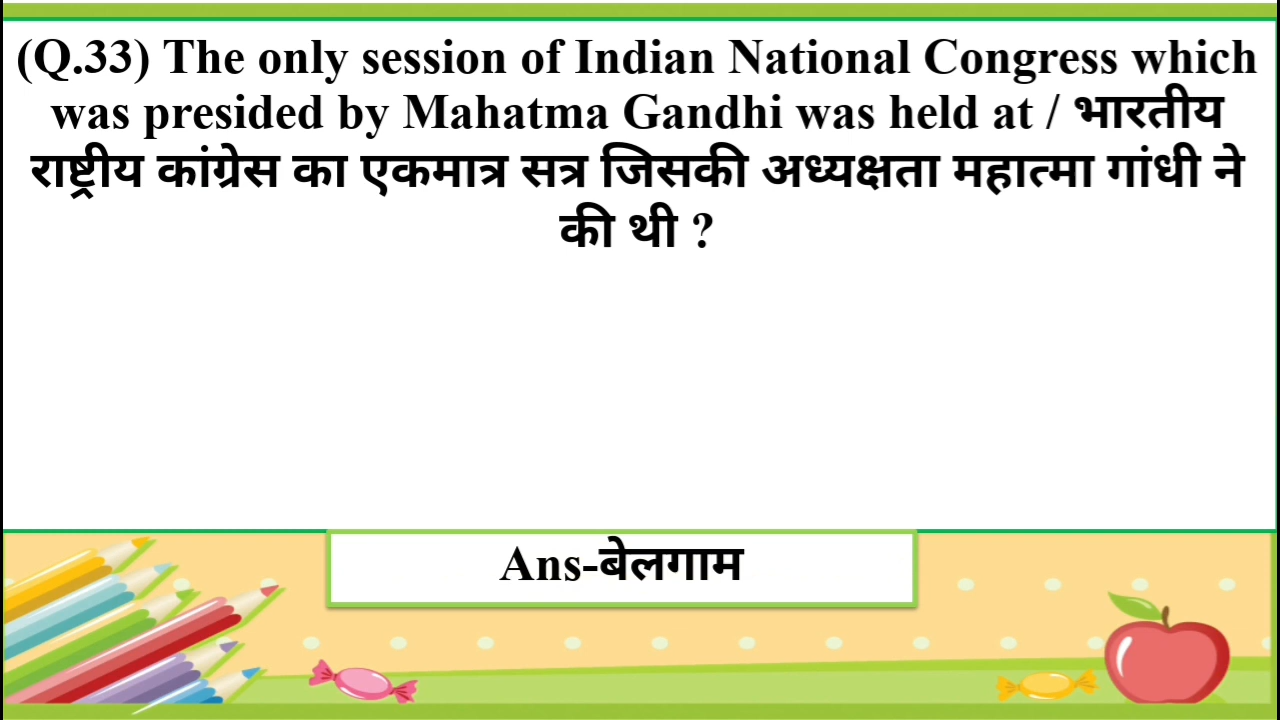 (Q.33) The only session of Indian National Congress which
was presided by Mahatma Gandhi was held at / भारतीय
राष्ट्रीय कांग्रेस का एकमात्र सत्र जिसकी अध्यक्षता महात्मा गांधी ने
की थी ?
Ans-बेलगाम